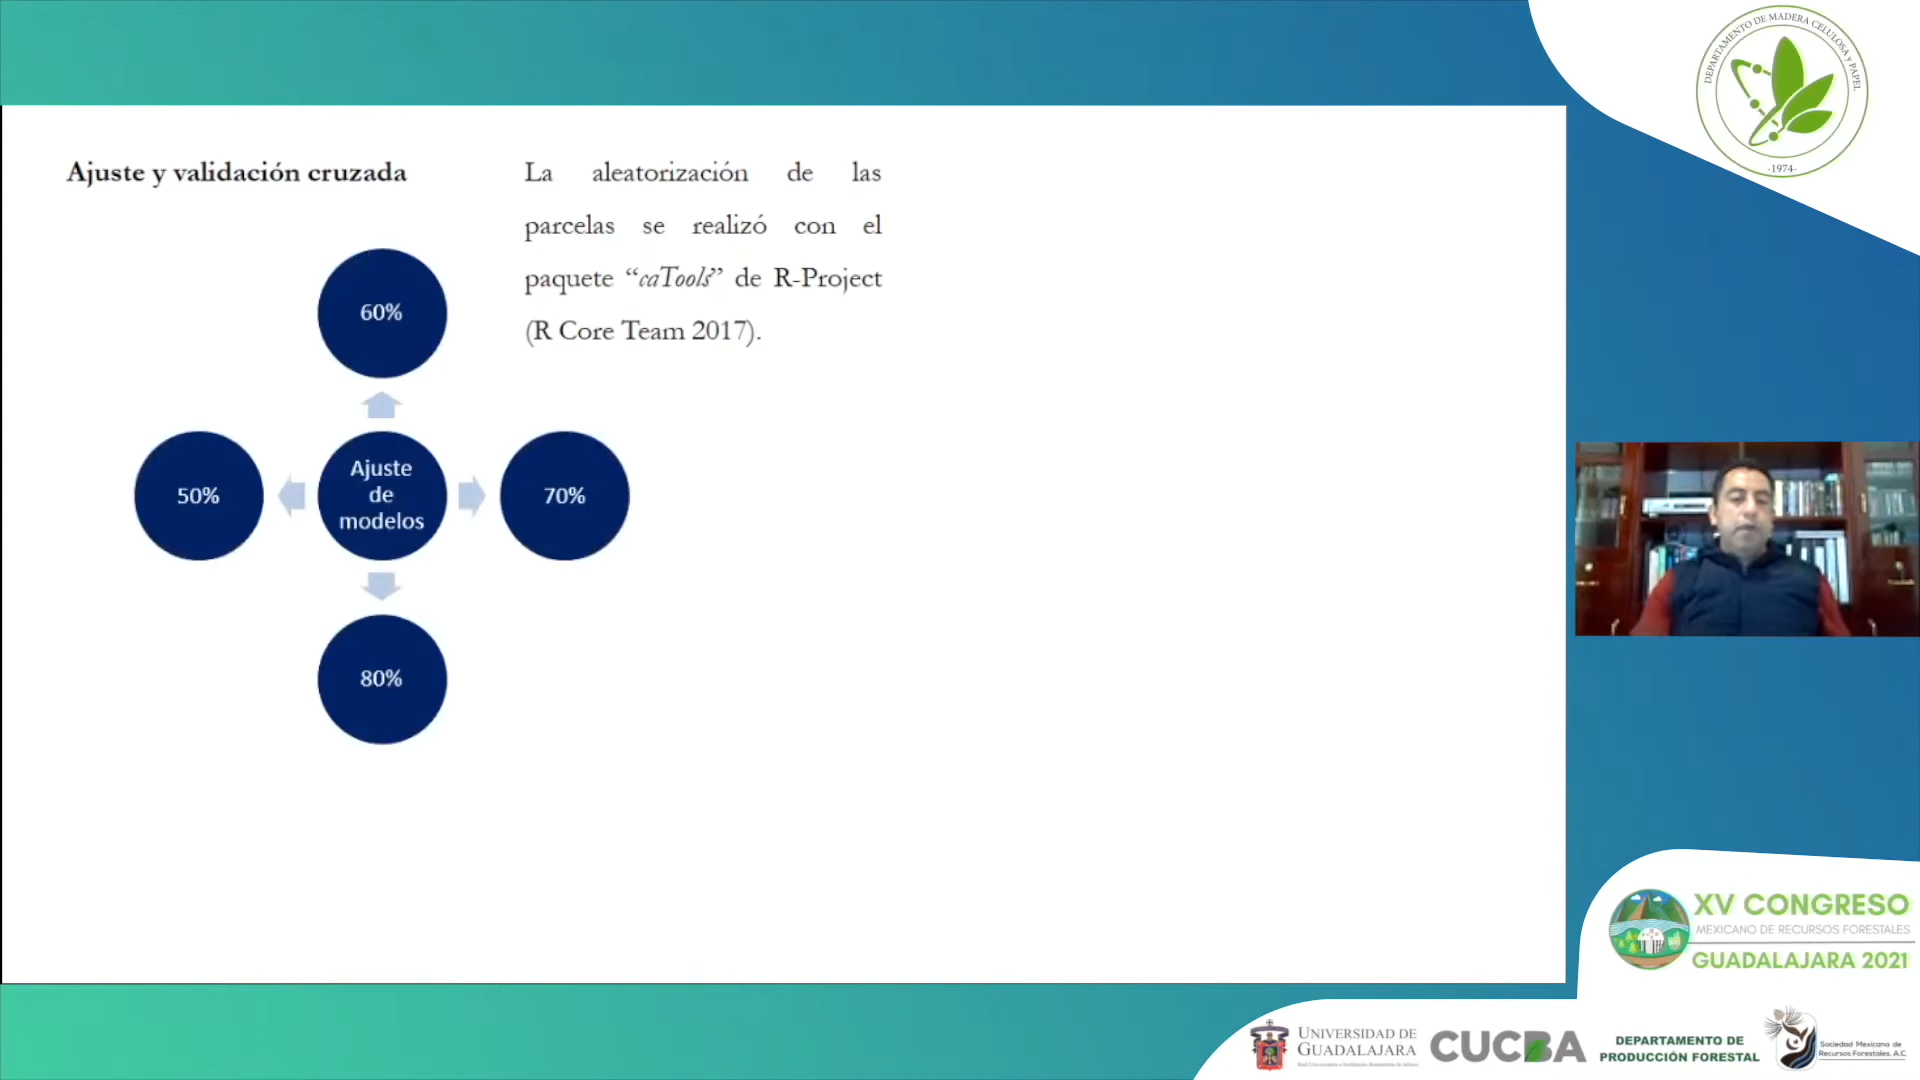 DEPARTAMENTO DE MADERA CELULOSA Y PAPEL
-1974-
Ajuste y validación cruzada
La aleatorización de las
parcelas se realizó con el
paquete “caTools” de R-Project
(R Core Team 2017).
60%
50%
Ajuste
de
modelos
70%
80%
XV CONGRESO
MEXICANO DE RECURSOS FORESTALES
GUADALAJARA 2021
UNIVERSIDAD DE
GUADALAJARA
CUCBA
DEPARTAMENTO DE
PRODUCCIÓN FORESTAL
Sociedad Mexicana de
Recursos Forestales, A.C.